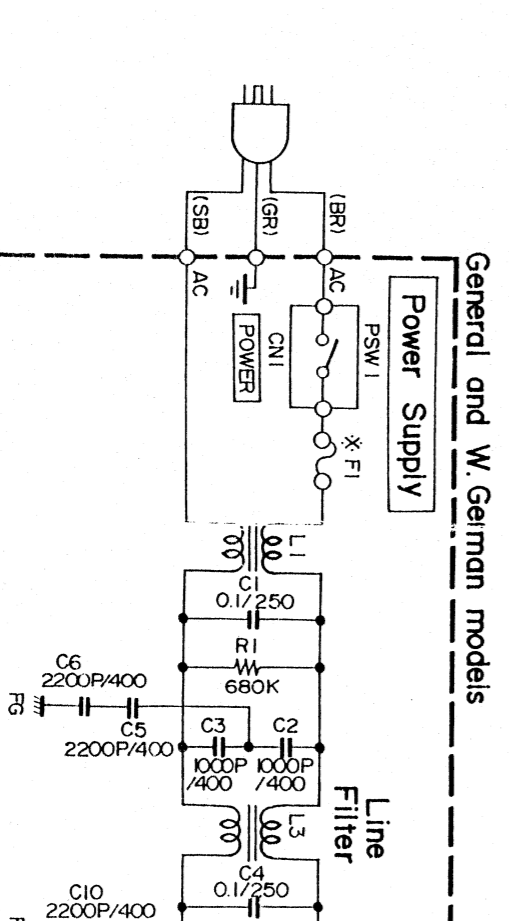 General and W. German models
Power Supply
(SB)
(GR)
(BR)
AC
AC
PSW1
CN1
POWER
※ F1
L1
C1
0.1/250
R1
680K
C6
2200P/400
C5
2200P/400
FG
C3
1000P
/400
C2
1000P
/400
Line
Filter
L3
C4
0.1/250
C10
2200P/400